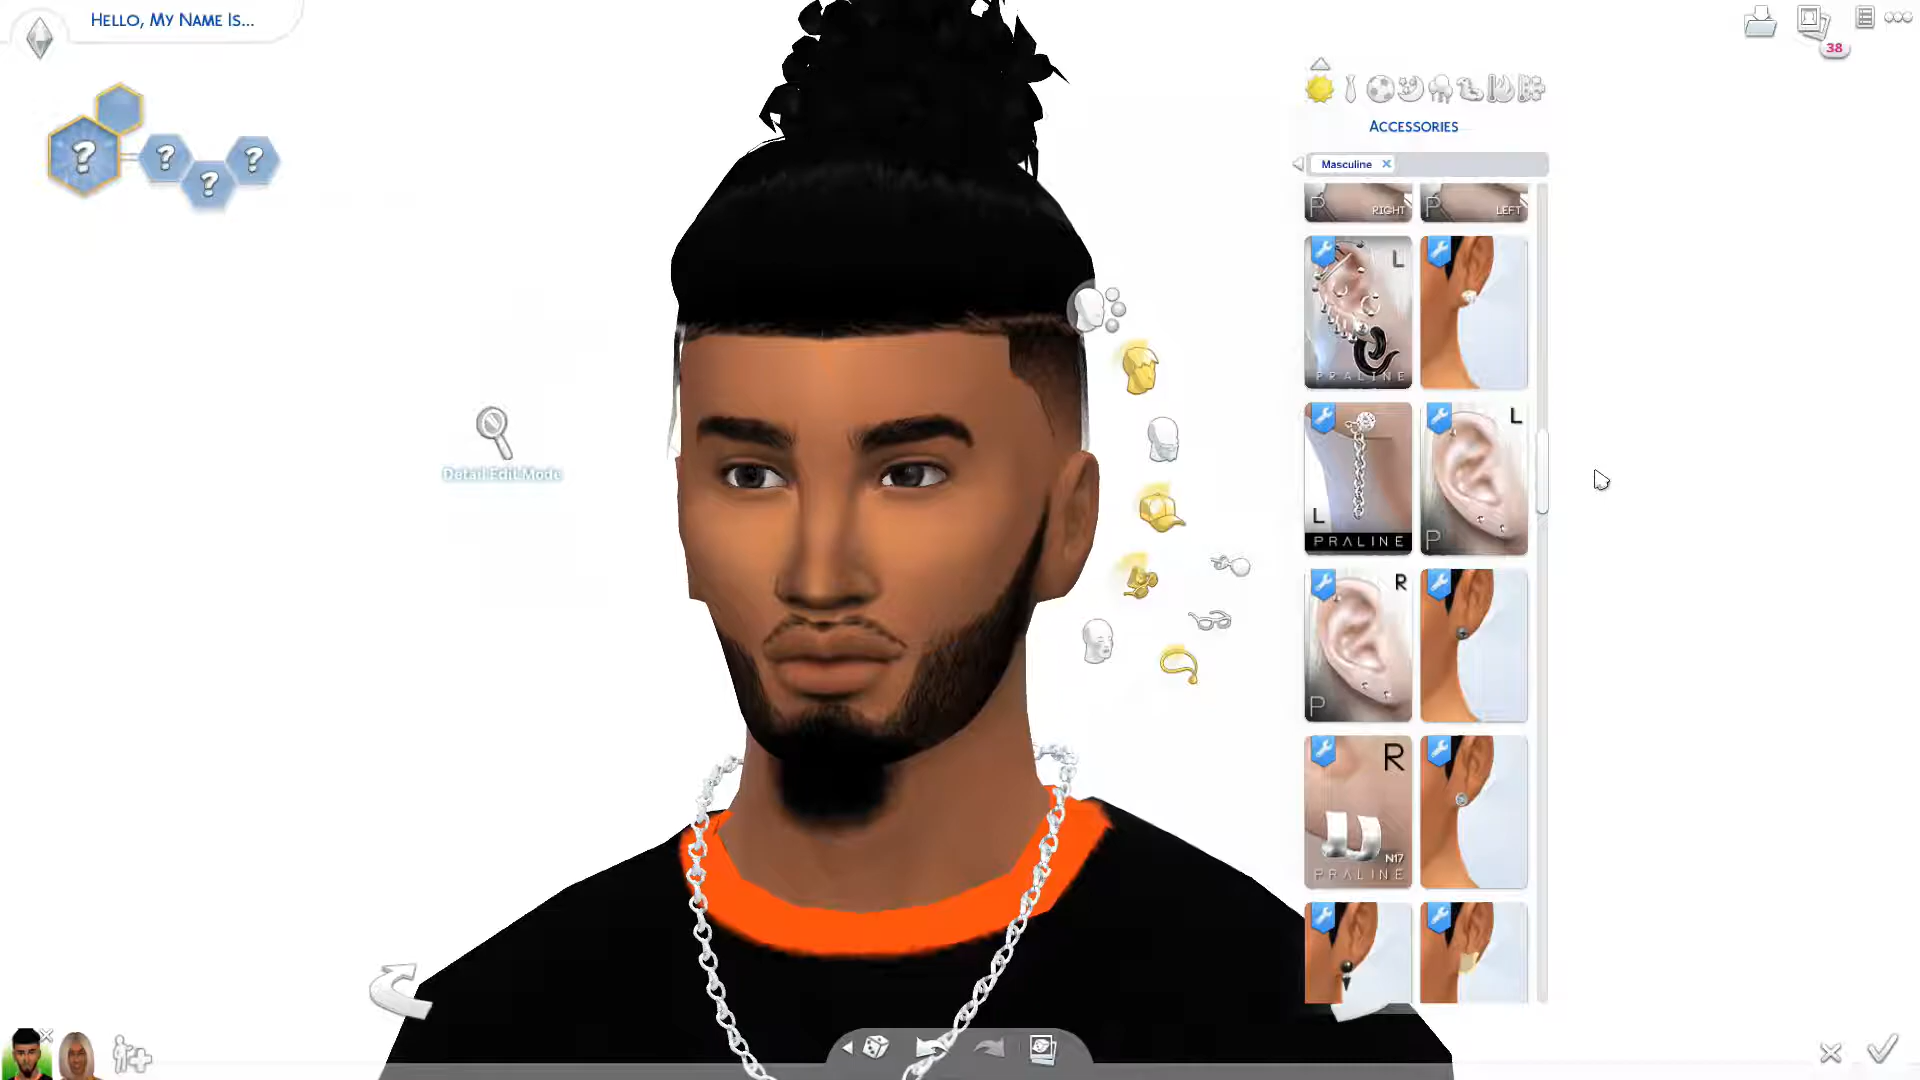 Hello, My Name Is...
38
Accessories
Masculine ×
P RIGHT
P LEFT
L
PRALINE
Detail Edit Mode
L
PRALINE
L
P
R
P
R
N17
PRALINE
?
?
?
?